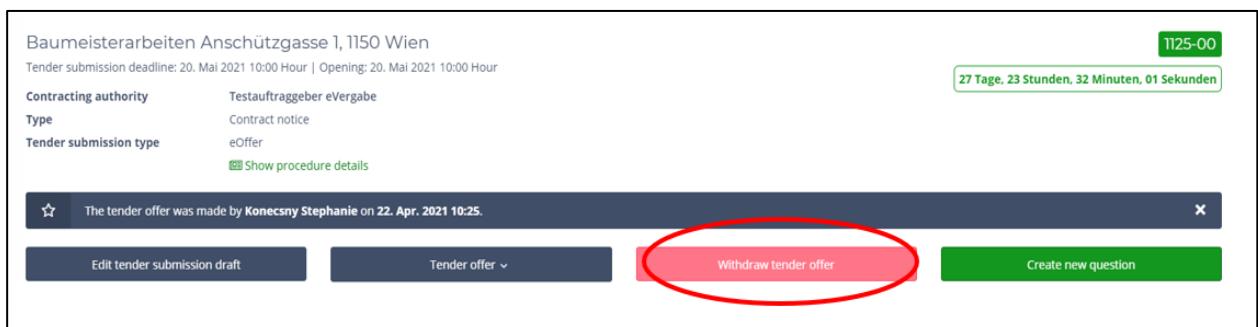 Baumeisterarbeiten Anschützgasse 1, 1150 Wien
1125-00
Tender submission deadline: 20. Mai 2021 10:00 Hour | Opening: 20. Mai 2021 10:00 Hour
27 Tage, 23 Stunden, 32 Minuten, 01 Sekunden
Contracting authority Testauftraggeber eVergabe
Type Contract notice
Tender submission type eOffer
Show procedure details
The tender offer was made by Konecsny Stephanie on 22. Apr. 2021 10:25.
Edit tender submission draft
Tender offer
Withdraw tender offer
Create new question